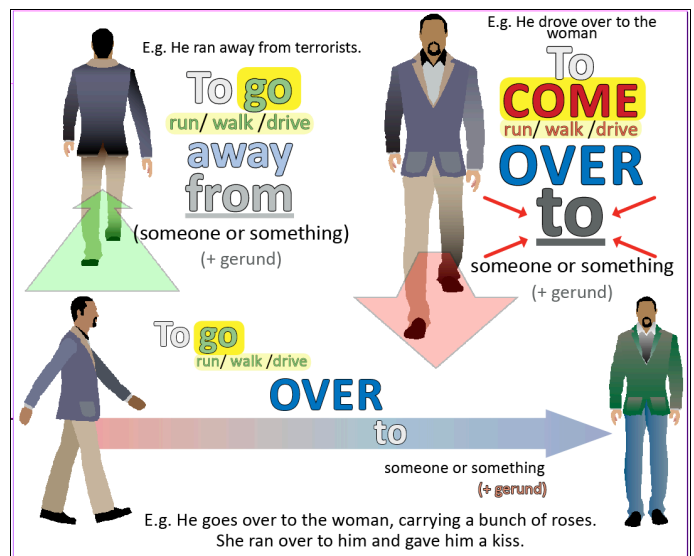 E.g. He ran away from terrorists.
To go
run/ walk /drive
away
from
(someone or something)
(+ gerund)
E.g. He drove over to the
woman
To
COME
run/ walk /drive
OVER
to
someone or something
(+ gerund)
To go
run/ walk /drive
OVER
to
someone or something
(+ gerund)
E.g. He goes over to the woman, carrying a bunch of roses.
She ran over to him and gave him a kiss.